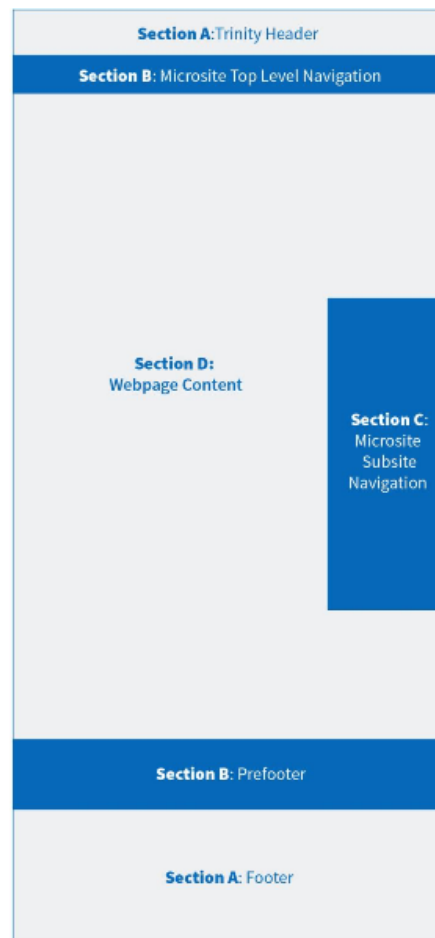 Section A:Trinity Header
Section B: Microsite Top Level Navigation
Section D:
Webpage Content
Section C:
Microsite
Subsite
Navigation
Section B: Prefooter
Section A: Footer